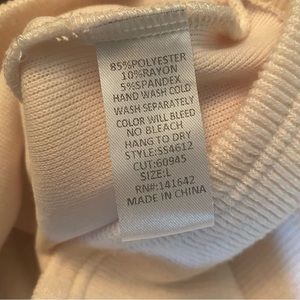 85%POLYESTER
10%RAYON
5%SPANDEX
HAND WASH COLD
WASH SEPARATELY
COLOR WILL BLEED
NO BLEACH
HANG TO DRY
STYLE:SS4612
CUT:60945
SIZE:L
RN#:141642
MADE IN CHINA